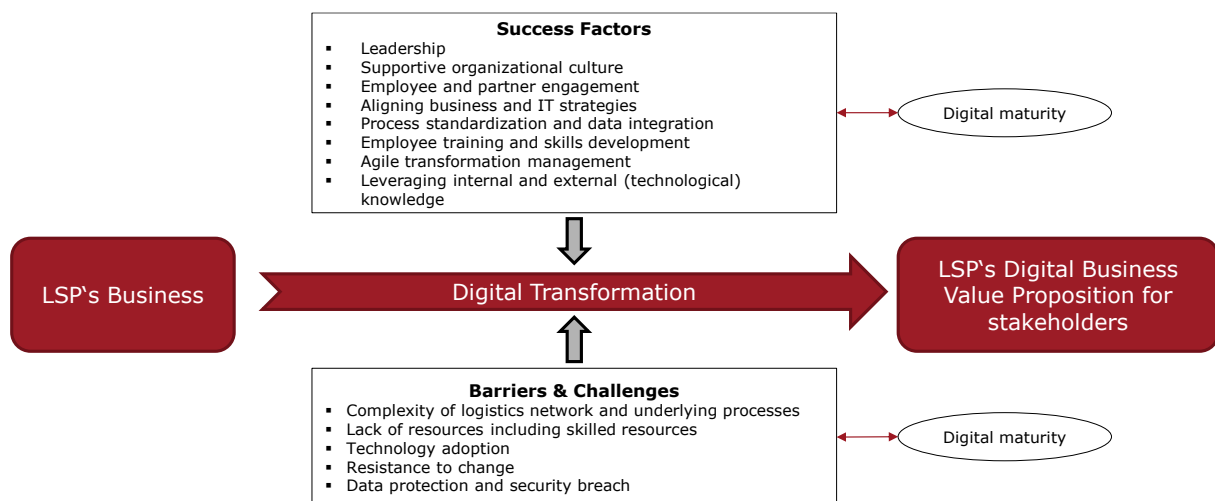 Success Factors
▪ Leadership
▪ Supportive organizational culture
▪ Employee and partner engagement
▪ Aligning business and IT strategies
▪ Process standardization and data integration
▪ Employee training and skills development
▪ Agile transformation management
▪ Leveraging internal and external (technological)
knowledge
Digital maturity
LSP‘s Business
Digital Transformation
LSP‘s Digital Business
Value Proposition for
stakeholders
Barriers & Challenges
▪ Complexity of logistics network and underlying processes
▪ Lack of resources including skilled resources
▪ Technology adoption
▪ Resistance to change
▪ Data protection and security breach
Digital maturity